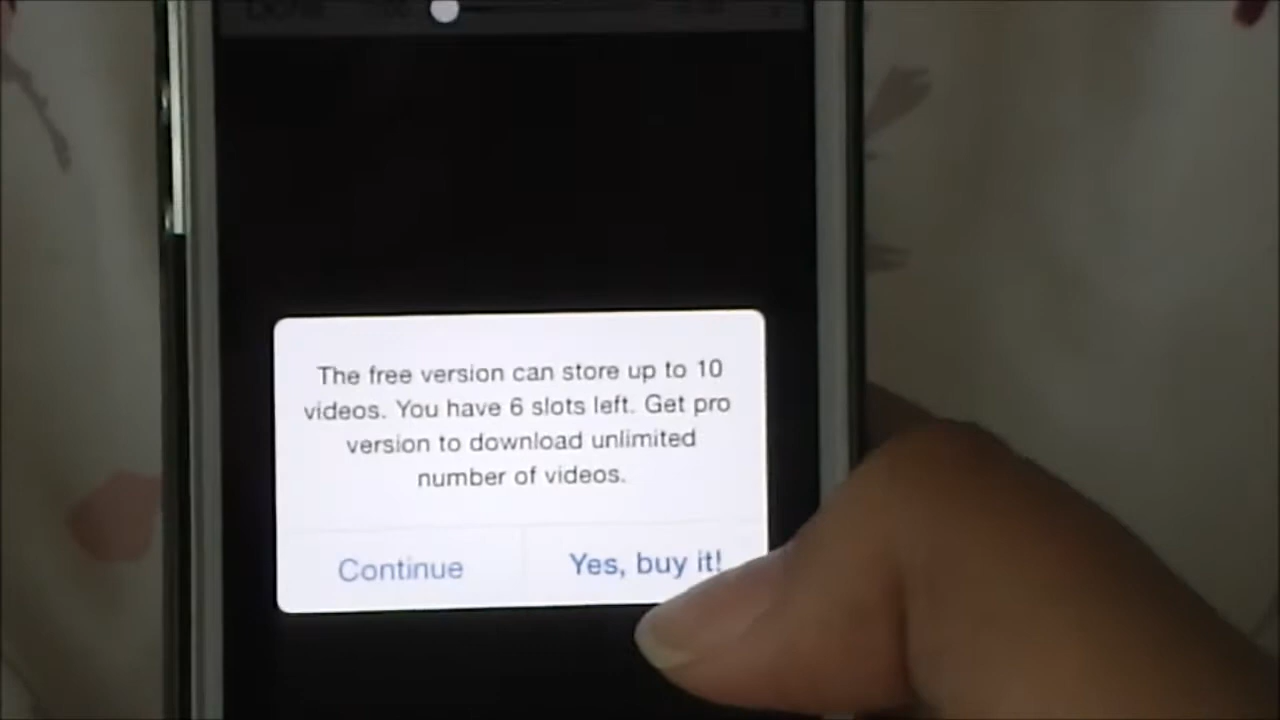 The free version can store up to 10
videos. You have 6 slots left. Get pro
version to download unlimited
number of videos.
Continue
Yes, buy it!